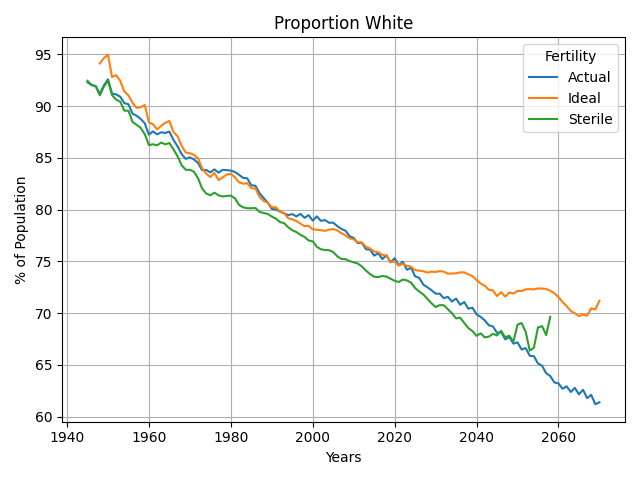 Proportion White
% of Population
95
90
85
80
75
70
65
60
Fertility
Actual
Ideal
Sterile
1940 1960 1980 2000 2020 2040 2060
Years